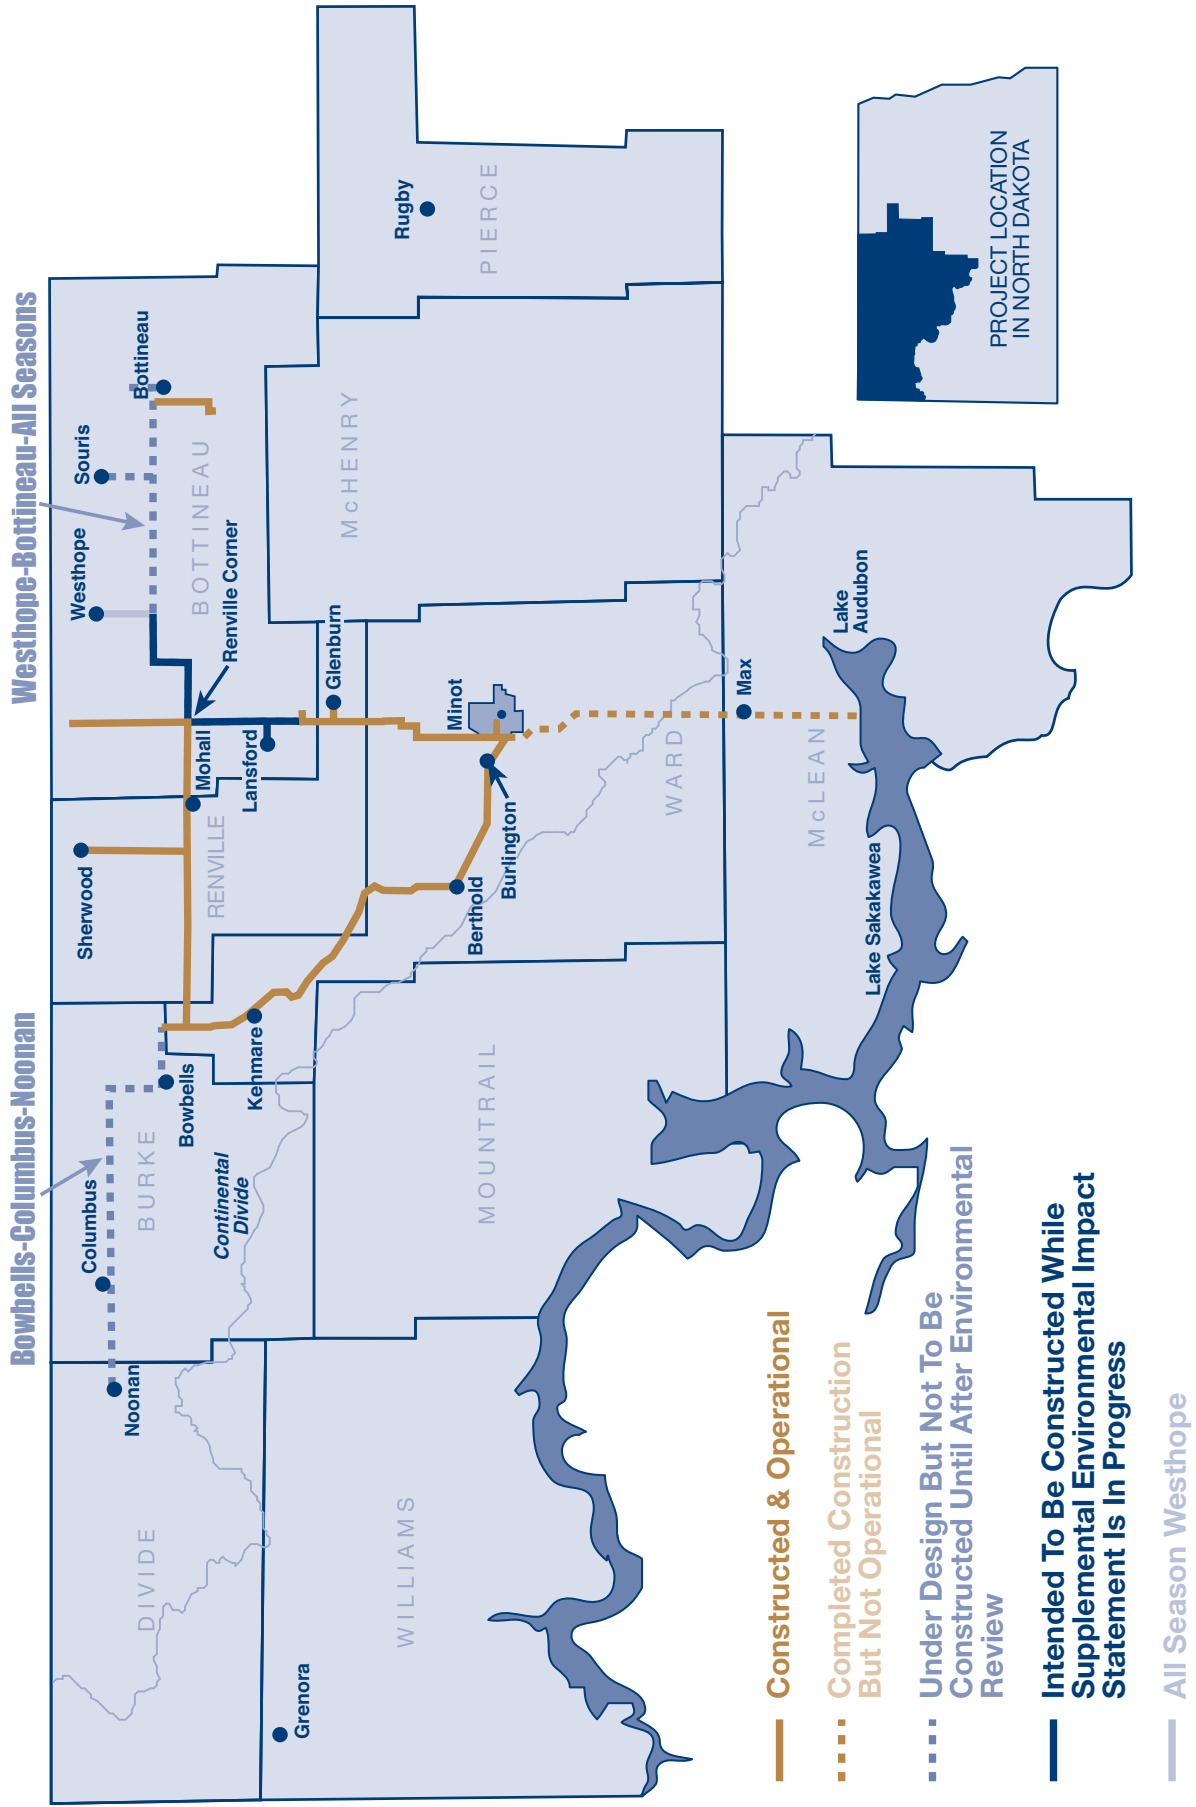 Bowbells-Columbus-Noonan
Westhope-Bottineau-All Seasons
Noonan
Columbus
Bowbells
Sherwood
Mohall
Westhope
Souris
Bottineau
DIVIDE
BURKE
RENVILLE
BOTTINEAU
Continental
Divide
Kenmare
Lansford
Renville Corner
Glenburn
Grenora
WILLIAMS
MOUNTRAIL
Berthold
Burlington
Minot
McHENRY
Rugby
PIERCE
WARD
Max
McLEAN
Lake Sakakawea
Lake
Audubon
PROJECT LOCATION
IN NORTH DAKOTA
Constructed & Operational
Completed Construction
But Not Operational
Under Design But Not To Be
Constructed Until After Environmental
Review
Intended To Be Constructed While
Supplemental Environmental Impact
Statement Is In Progress
All Season Westhope